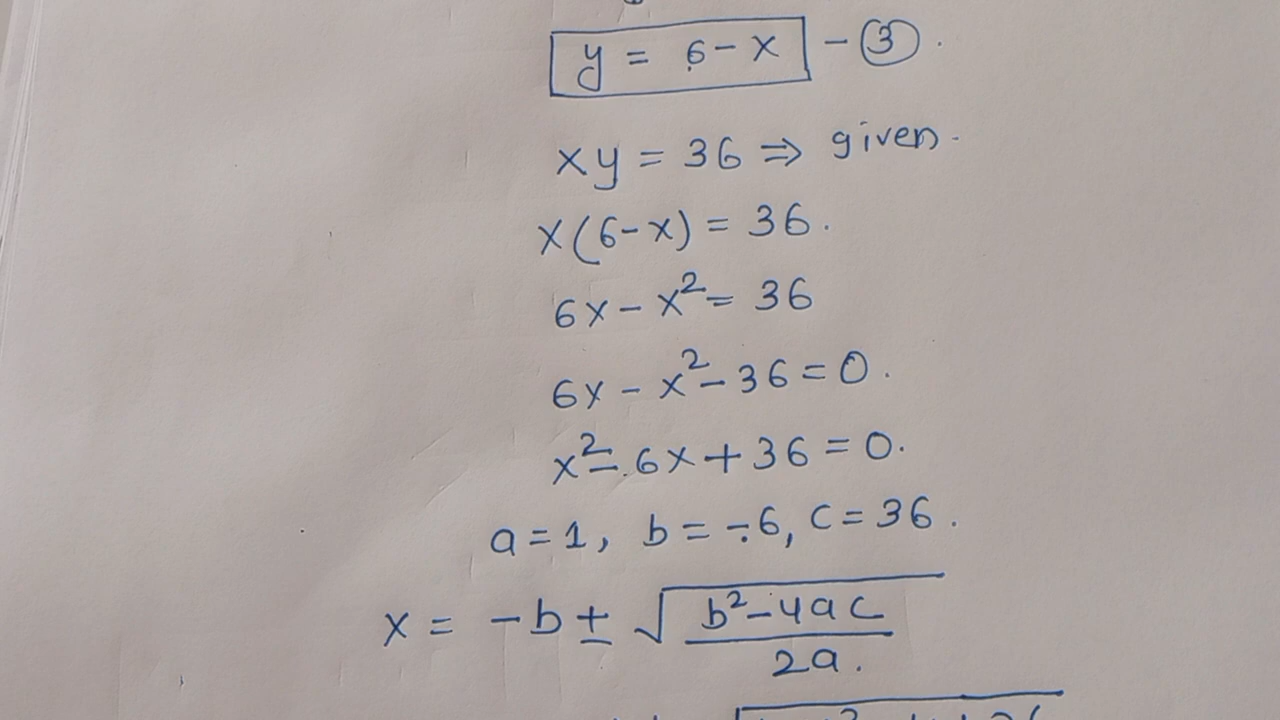 y = 6 - x - ③.
xy = 36 ⇒ given.
x(6-x) = 36.
6x - x² = 36
6x - x² - 36 = 0.
x² - 6x + 36 = 0.
a = 1, b = -6, c = 36.
x = -b ± √ b² - 4ac / 2a.